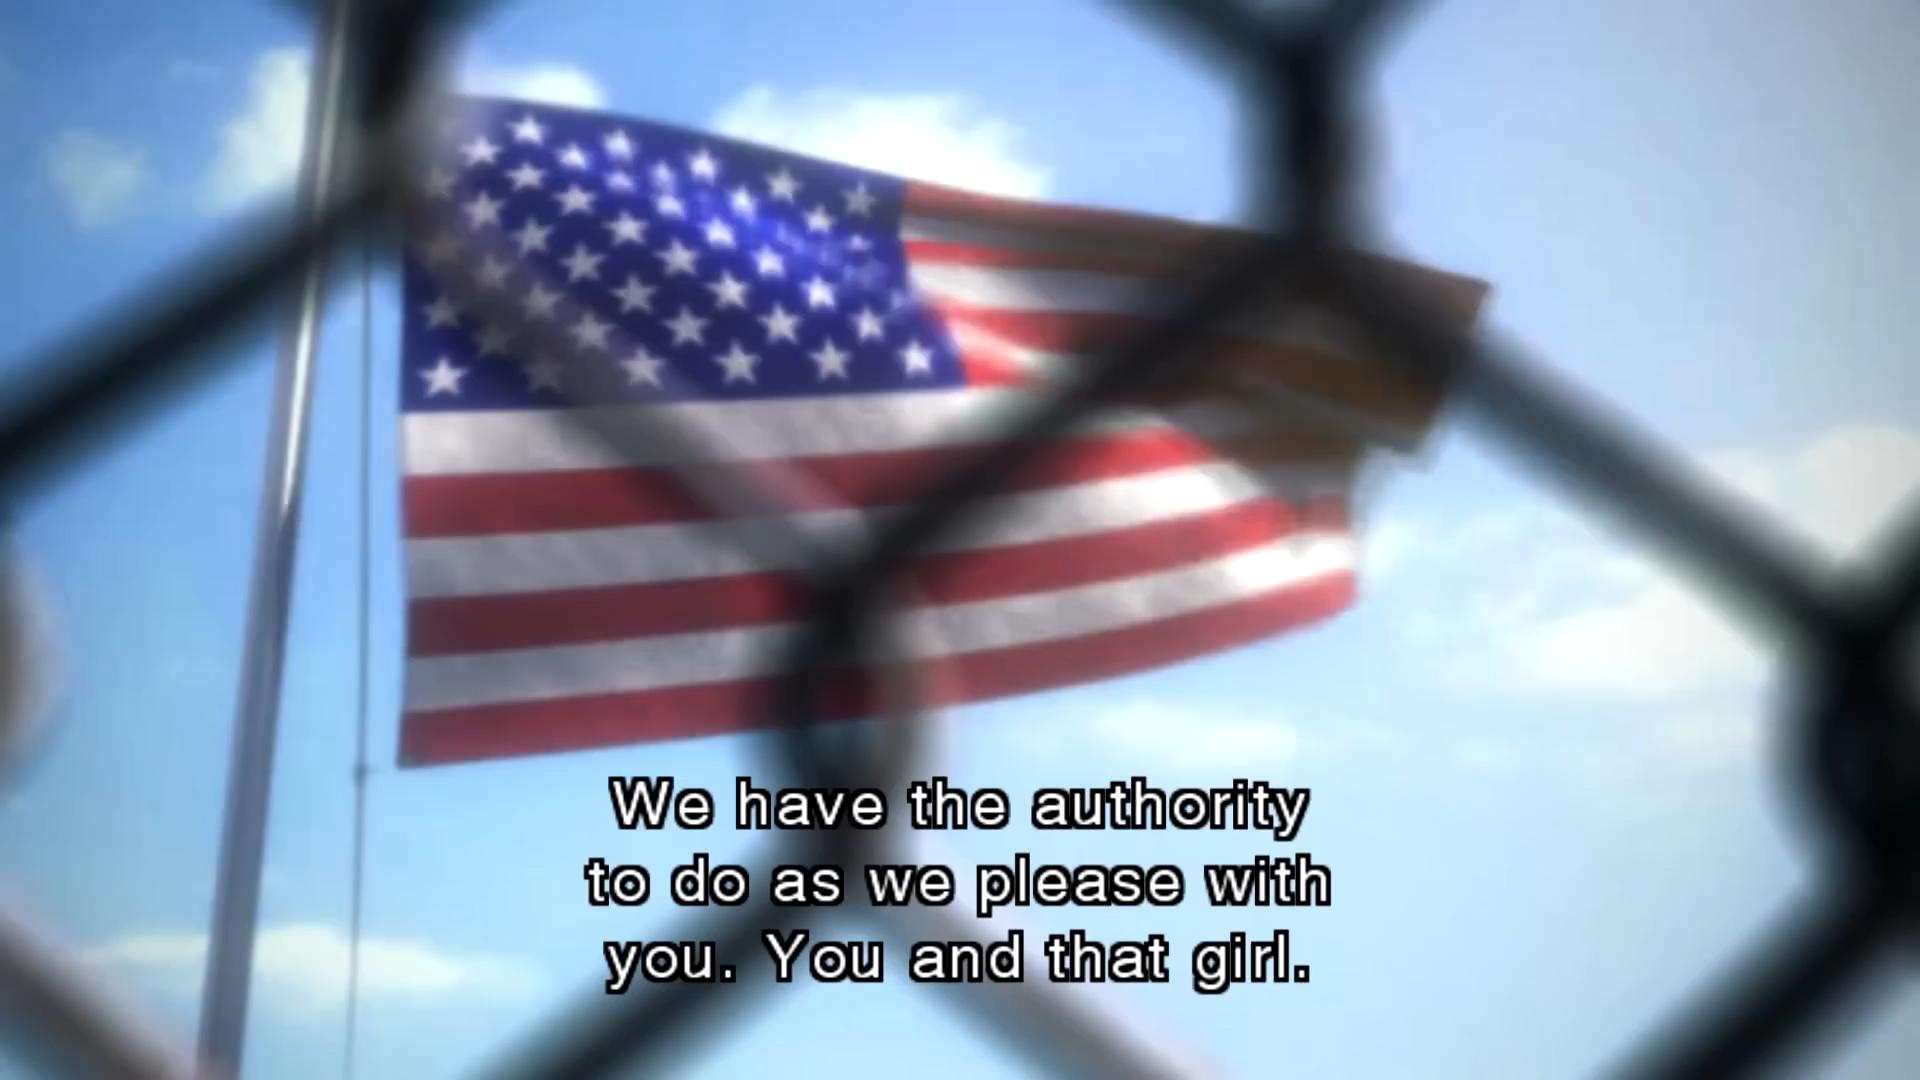 We have the authority
to do as we please with
you. You and that girl.